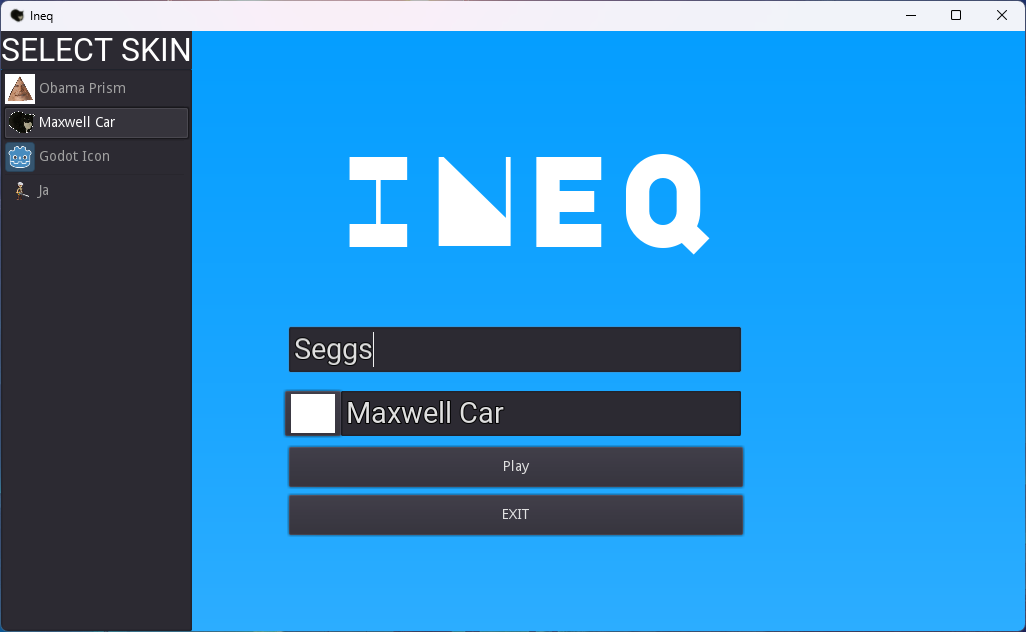 Ineq
SELECT SKIN
Obama Prism
Maxwell Car
Godot Icon
Ja
INEQ
Seggs
Maxwell Car
Play
EXIT